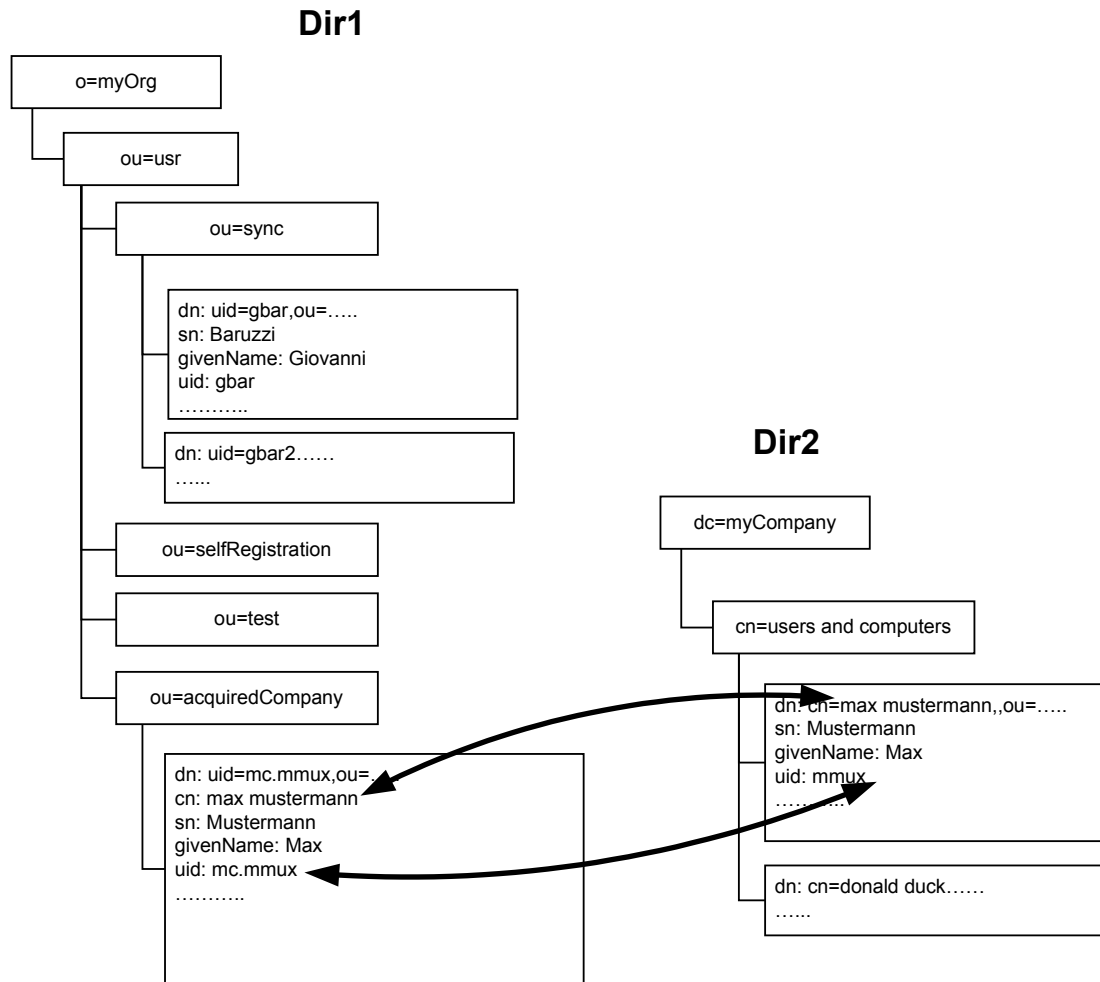 Dir1
o=myOrg
ou=usr
ou=sync
dn: uid=gbar,ou=…..
sn: Baruzzi
givenName: Giovanni
uid: gbar
………..
dn: uid=gbar2……
…...
ou=selfRegistration
ou=test
ou=acquiredCompany
dn: uid=mc.mmux,ou=…..
cn: max mustermann
sn: Mustermann
givenName: Max
uid: mc.mmux
………..
Dir2
dc=myCompany
cn=users and computers
dn: cn=max mustermann,,ou=…..
sn: Mustermann
givenName: Max
uid: mmux
………..
dn: cn=donald duck……
…...